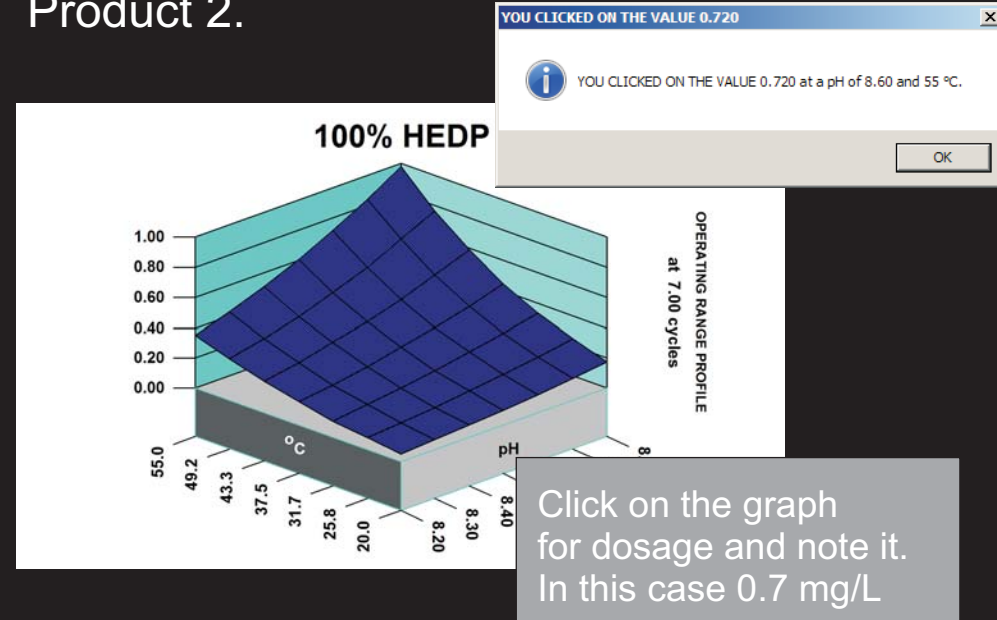 Product 2.
YOU CLICKED ON THE VALUE 0.720
YOU CLICKED ON THE VALUE 0.720 at a pH of 8.60 and 55 ºC.
OK
100% HEDP
1.00
0.80
0.60
0.40
0.20
0.00
OPERATING RANGE PROFILE
at 7.00 cycles
ºC
pH
55.0
49.2
43.3
37.5
31.7
25.8
20.0
8.20
8.30
8.40
Click on the graph
for dosage and note it.
In this case 0.7 mg/L